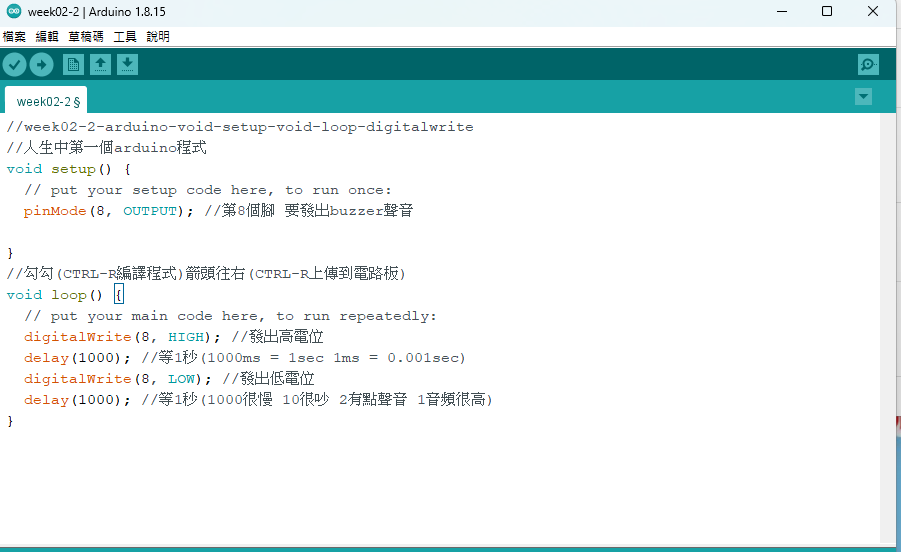 week02-2 | Arduino 1.8.15
檔案 編輯 草稿碼 工具 說明
week02-2 §
//week02-2-arduino-void-setup-void-loop-digitalwrite
//人生中第一個arduino程式
void setup() {
  // put your setup code here, to run once:
  pinMode(8, OUTPUT); //第8個腳 要發出buzzer聲音
}
//勾勾(CTRL-R編譯程式)箭頭往右(CTRL-R上傳到電路板)
void loop() {
  // put your main code here, to run repeatedly:
  digitalWrite(8, HIGH); //發出高電位
  delay(1000); //等1秒(1000ms = 1sec 1ms = 0.001sec)
  digitalWrite(8, LOW); //發出低電位
  delay(1000); //等1秒(1000很慢 10很吵 2有點聲音 1音頻很高)
}